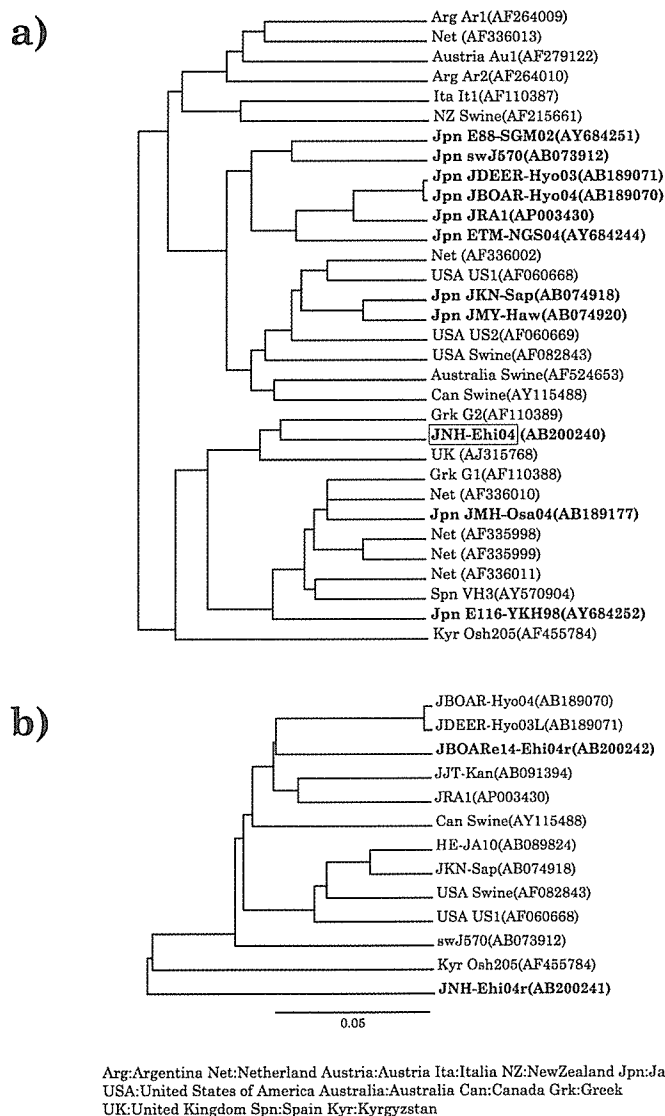 a)
Arg Ar1(AF264009)
Net (AF336013)
Austria Au1(AF279122)
Arg Ar2(AF264010)
Ita It1(AF110387)
NZ Swine(AF215661)
Jpn E88-SGM02(AY684251)
Jpn swJ570(AB073912)
Jpn JDEER-Hyo03(AB189071)
Jpn JBOAR-Hyo04(AB189070)
Jpn JRA1(AP003430)
Jpn ETM-NGS04(AY684244)
Net (AF336002)
USA US1(AF060668)
Jpn JKN-Sap(AB074918)
Jpn JMY-Haw(AB074920)
USA US2(AF060669)
USA Swine(AF082843)
Australia Swine(AF524653)
Can Swine(AY115488)
Grk G2(AF110389)
JNH-Ehi04 (AB200240)
UK (AJ315768)
Grk G1(AF110388)
Net (AF336010)
Jpn JMH-Osa04(AB189177)
Net (AF335998)
Net (AF335999)
Net (AF336011)
Spn VH3(AY570904)
Jpn E116-YKH98(AY684252)
Kyr Osh205(AF455784)
b)
JBOAR-Hyo04(AB189070)
JDEER-Hyo03L(AB189071)
JBOARe14-Ehi04r(AB200242)
JJT-Kan(AB091394)
JRA1(AP003430)
Can Swine(AY115488)
HE-JA10(AB089824)
JKN-Sap(AB074918)
USA Swine(AF082843)
USA US1(AF060668)
swJ570(AB073912)
Kyr Osh205(AF455784)
JNH-Ehi04r(AB200241)
0.05
Arg:Argentina Net:Netherland Austria:Austria Ita:Italia NZ:NewZealand Jpn:Ja
USA:United States of America Australia:Australia Can:Canada Grk:Greek
UK:United Kingdom Spn:Spain Kyr:Kyrgyzstan